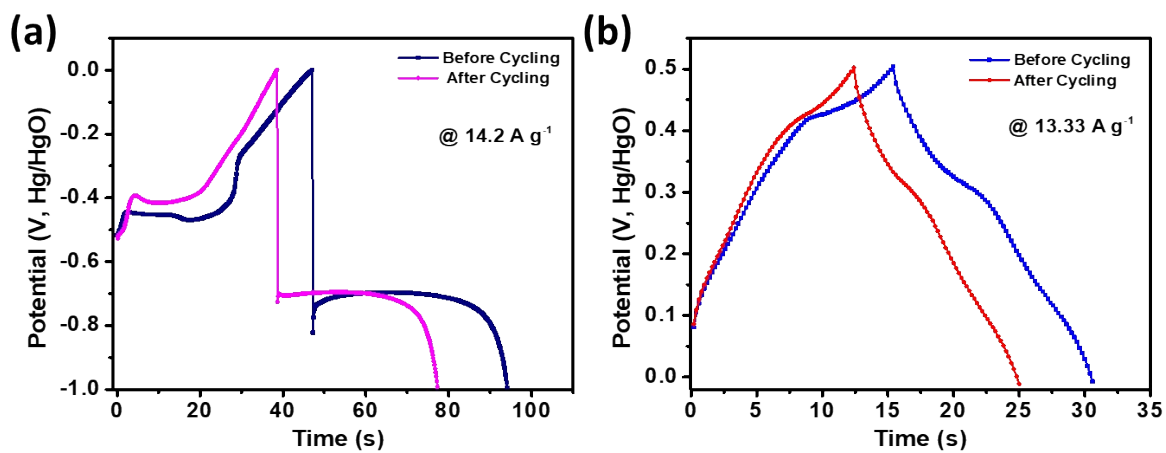 (a)
Before Cycling
After Cycling
@ 14.2 A g⁻¹
0.0
-0.2
-0.4
-0.6
-0.8
-1.0
Potential (V, Hg/HgO)
0
20
40
60
80
100
Time (s)
(b)
Before Cycling
After Cycling
@ 13.33 A g⁻¹
0.5
0.4
0.3
0.2
0.1
0.0
Potential (V, Hg/HgO)
0
5
10
15
20
25
30
35
Time (s)